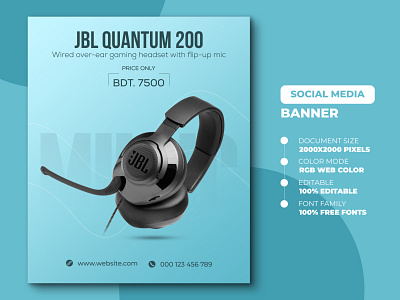 JBL QUANTUM 200
Wired over-ear gaming headset with flip-up mic
PRICE ONLY
BDT. 7500
JBL
www.website.com
000 123 456 789
SOCIAL MEDIA
BANNER
DOCUMENT SIZE
2000X2000 PIXELS
COLOR MODE
RGB WEB COLOR
EDITABLE
100% EDITABLE
FONT FAMILY
100% FREE FONTS